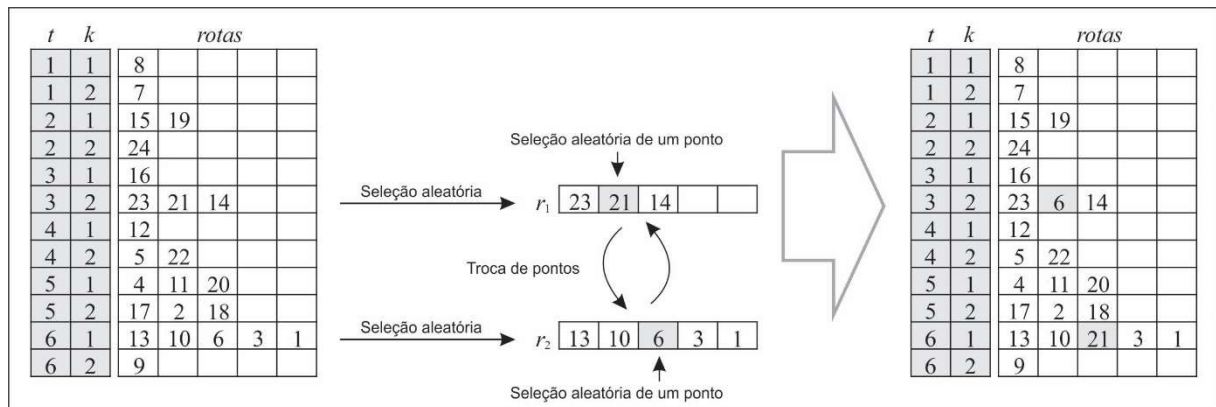 t k rotas
1 1 8
1 2 7
2 1 15 19
2 2 24
3 1 16
3 2 23 21 14
4 1 12
4 2 5 22
5 1 4 11 20
5 2 17 2 18
6 1 13 10 6 3 1
6 2 9
Seleção aleatória de um ponto
Seleção aleatória
r1 23 21 14
Troca de pontos
Seleção aleatória
r2 13 10 6 3 1
Seleção aleatória de um ponto
t k rotas
1 1 8
1 2 7
2 1 15 19
2 2 24
3 1 16
3 2 23 6 14
4 1 12
4 2 5 22
5 1 4 11 20
5 2 17 2 18
6 1 13 10 21 3 1
6 2 9